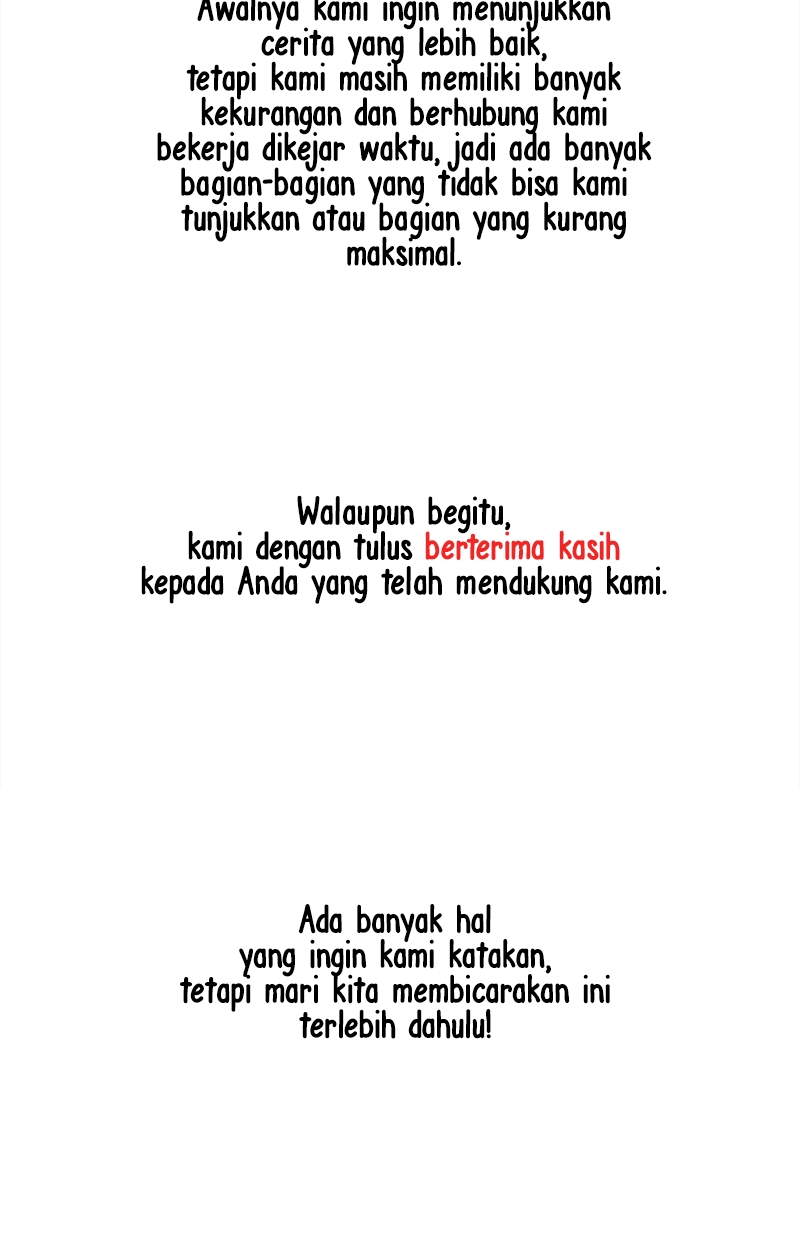 Awalnya kami ingin menunjukkan
cerita yang lebih baik,
tetapi kami masih memiliki banyak
kekurangan dan berhubung kami
bekerja dikejar waktu, jadi ada banyak
bagian-bagian yang tidak bisa kami
tunjukkan atau bagian yang kurang
maksimal.
Walaupun begitu,
kami dengan tulus berterima kasih
kepada Anda yang telah mendukung kami.
Ada banyak hal
yang ingin kami katakan,
tetapi mari kita membicarakan ini
terlebih dahulu!